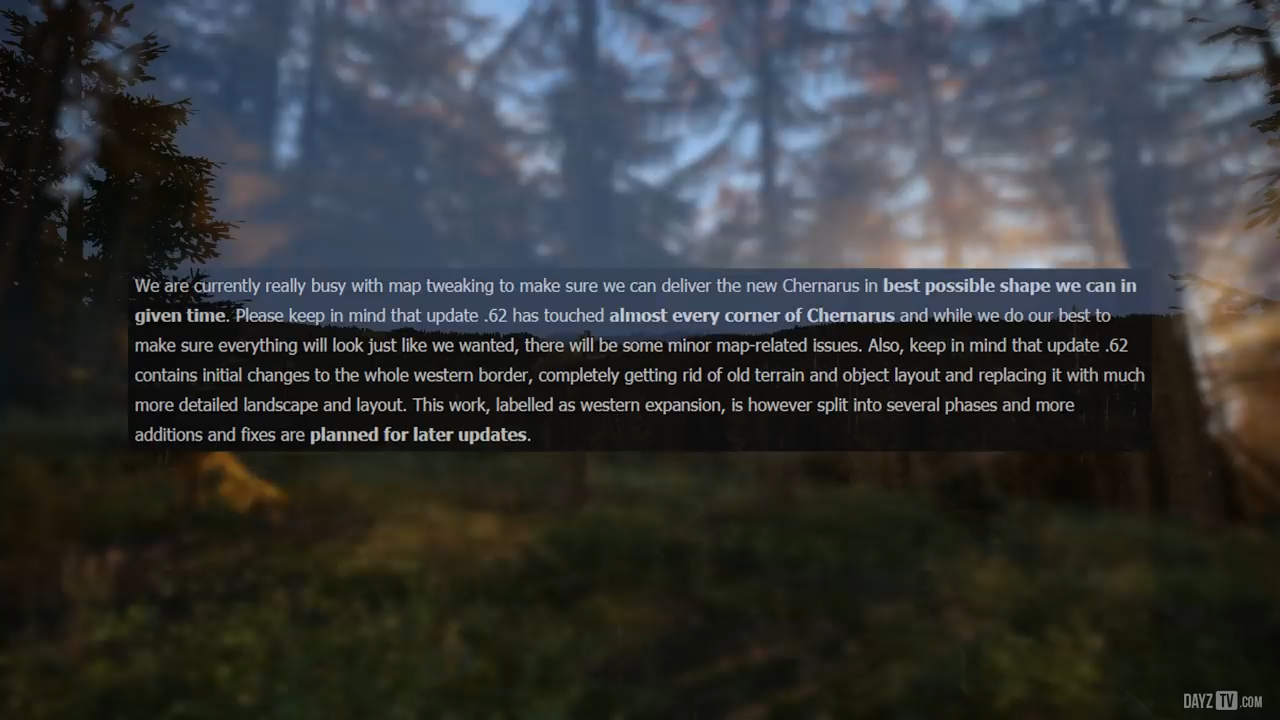 We are currently really busy with map tweaking to make sure we can deliver the new Chernarus in best possible shape we can in
given time. Please keep in mind that update .62 has touched almost every corner of Chernarus and while we do our best to
make sure everything will look just like we wanted, there will be some minor map-related issues. Also, keep in mind that update .62
contains initial changes to the whole western border, completely getting rid of old terrain and object layout and replacing it with much
more detailed landscape and layout. This work, labelled as western expansion, is however split into several phases and more
additions and fixes are planned for later updates.
DAYZ TV .COM